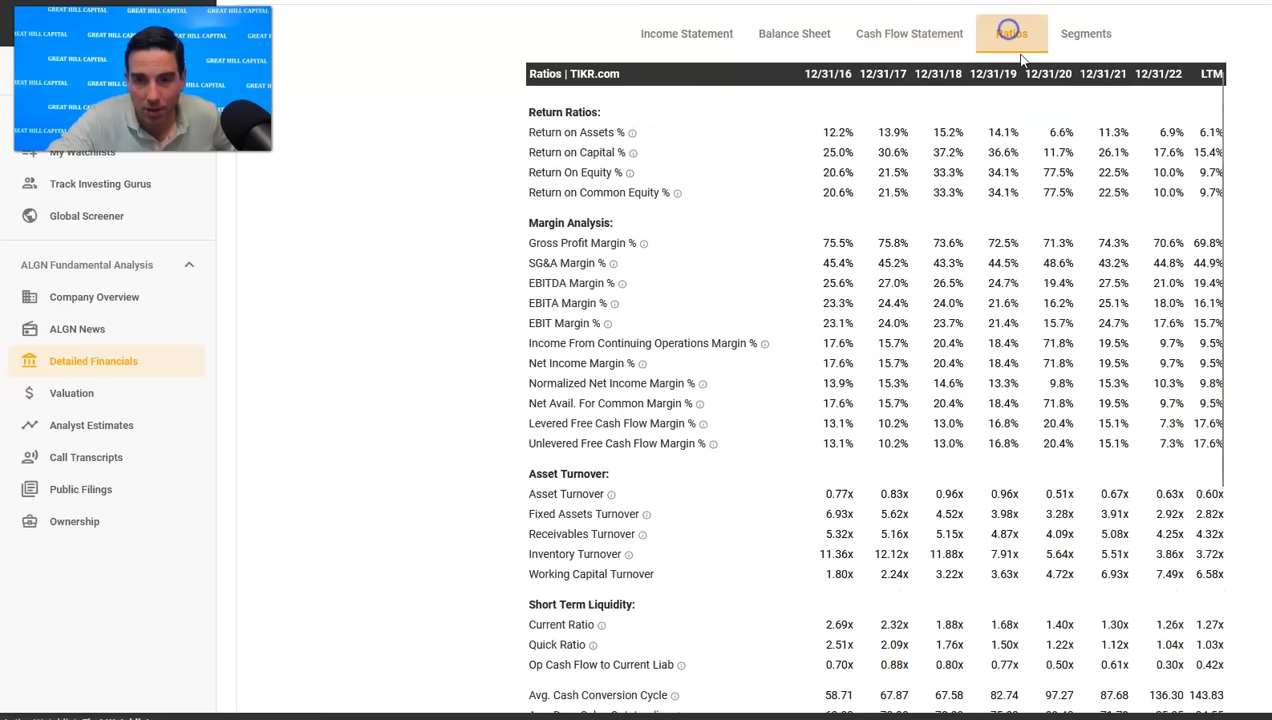 GREAT HILL CAPITAL
GREAT HILL CAPITAL
GREAT HILL CAPITAL
My Watchlists
Track Investing Gurus
Global Screener
ALGN Fundamental Analysis
Company Overview
ALGN News
Detailed Financials
Valuation
Analyst Estimates
Call Transcripts
Public Filings
Ownership
Income Statement Balance Sheet Cash Flow Statement Ratios Segments
Ratios | TIKR.com 12/31/16 12/31/17 12/31/18 12/31/19 12/31/20 12/31/21 12/31/22 LTM
Return Ratios:
Return on Assets % 12.2% 13.9% 15.2% 14.1% 6.6% 11.3% 6.9% 6.1%
Return on Capital % 25.0% 30.6% 37.2% 36.6% 11.7% 26.1% 17.6% 15.4%
Return On Equity % 20.6% 21.5% 33.3% 34.1% 77.5% 22.5% 10.0% 9.7%
Return on Common Equity % 20.6% 21.5% 33.3% 34.1% 77.5% 22.5% 10.0% 9.7%
Margin Analysis:
Gross Profit Margin % 75.5% 75.8% 73.6% 72.5% 71.3% 74.3% 70.6% 69.8%
SG&A Margin % 45.4% 45.2% 43.3% 44.5% 48.6% 43.2% 44.8% 44.9%
EBITDA Margin % 25.6% 27.0% 26.5% 24.7% 19.4% 27.5% 21.0% 19.4%
EBITA Margin % 23.3% 24.4% 24.0% 21.6% 16.2% 25.1% 18.0% 16.1%
EBIT Margin % 23.1% 24.0% 23.7% 21.4% 15.7% 24.7% 17.6% 15.7%
Income From Continuing Operations Margin % 17.6% 15.7% 20.4% 18.4% 71.8% 19.5% 9.7% 9.5%
Net Income Margin % 17.6% 15.7% 20.4% 18.4% 71.8% 19.5% 9.7% 9.5%
Normalized Net Income Margin % 13.9% 15.3% 14.6% 13.3% 9.8% 15.3% 10.3% 9.8%
Net Avail. For Common Margin % 17.6% 15.7% 20.4% 18.4% 71.8% 19.5% 9.7% 9.5%
Levered Free Cash Flow Margin % 13.1% 10.2% 13.0% 16.8% 20.4% 15.1% 7.3% 17.6%
Unlevered Free Cash Flow Margin % 13.1% 10.2% 13.0% 16.8% 20.4% 15.1% 7.3% 17.6%
Asset Turnover:
Asset Turnover 0.77x 0.83x 0.96x 0.96x 0.51x 0.67x 0.63x 0.60x
Fixed Assets Turnover 6.93x 5.62x 4.52x 3.98x 3.28x 3.91x 2.92x 2.82x
Receivables Turnover 5.32x 5.16x 5.15x 4.87x 4.09x 5.08x 4.25x 4.32x
Inventory Turnover 11.36x 12.12x 11.88x 7.91x 5.64x 5.51x 3.86x 3.72x
Working Capital Turnover 1.80x 2.24x 3.22x 3.63x 4.72x 6.93x 7.49x 6.58x
Short Term Liquidity:
Current Ratio 2.69x 2.32x 1.88x 1.68x 1.40x 1.30x 1.26x 1.27x
Quick Ratio 2.51x 2.09x 1.76x 1.50x 1.22x 1.12x 1.04x 1.03x
Op Cash Flow to Current Liab 0.70x 0.88x 0.80x 0.77x 0.50x 0.61x 0.30x 0.42x
Avg. Cash Conversion Cycle 58.71 67.87 67.58 82.74 97.27 87.68 136.30 143.83